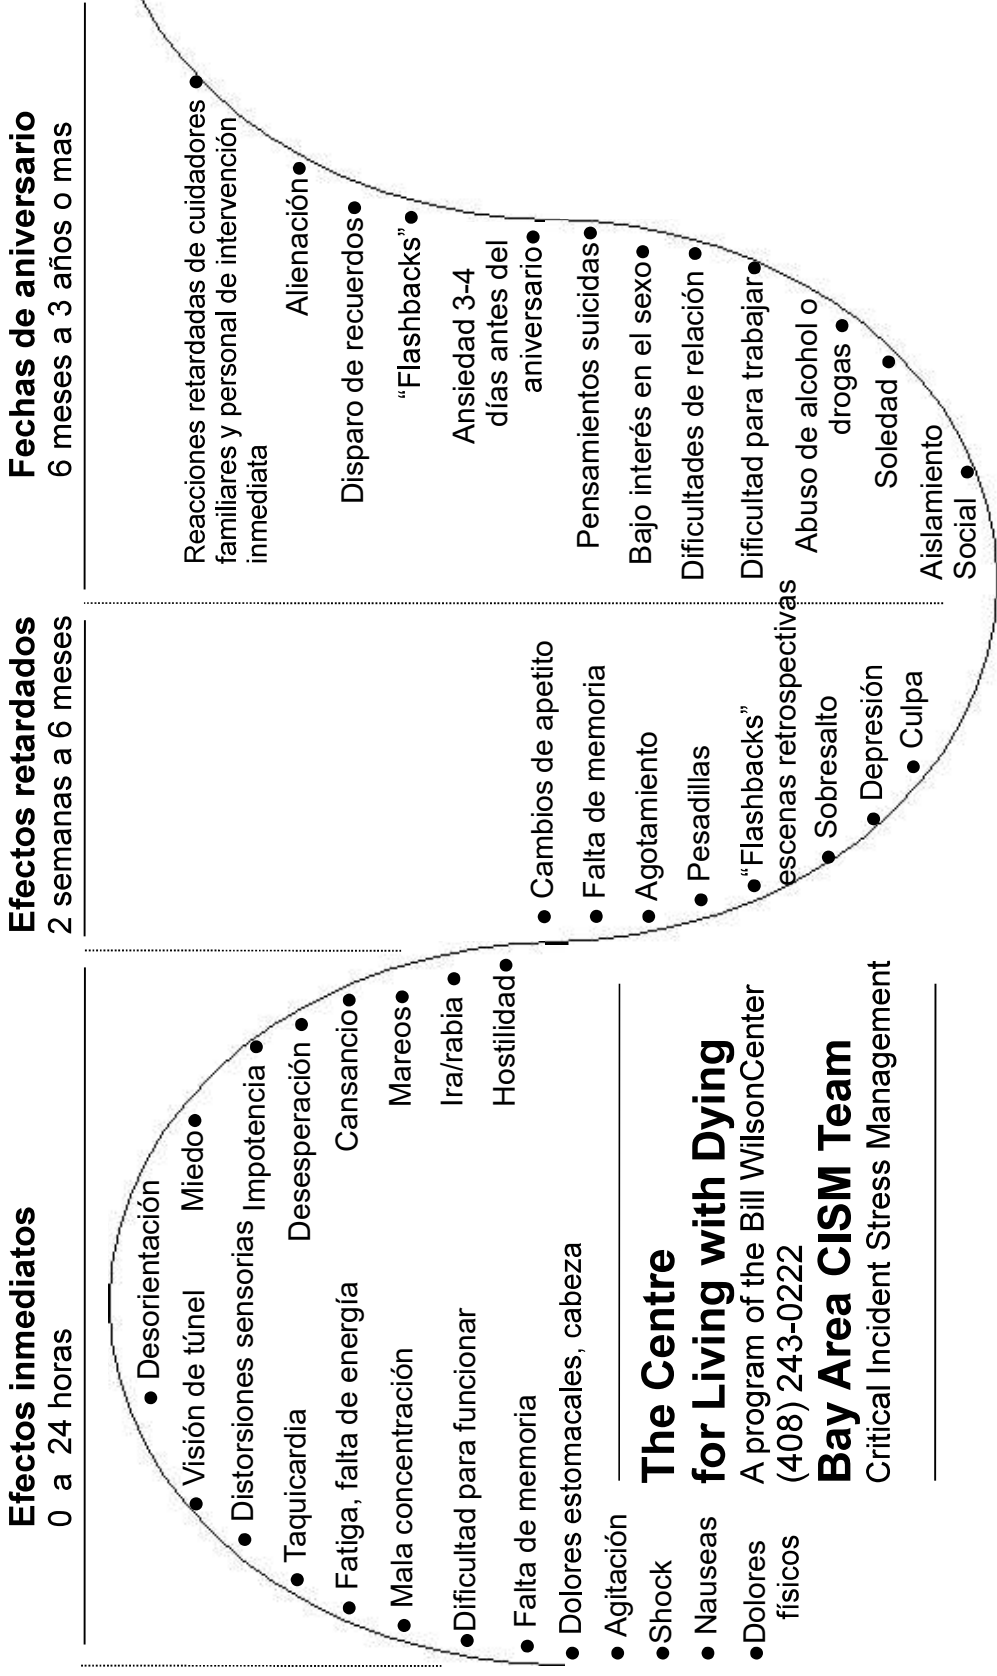 Efectos inmediatos
0 a 24 horas
Desorientación
Visión de túnel
Distorsiones sensorias
Taquicardia
Fatiga, falta de energía
Mala concentración
Dificultad para funcionar
Falta de memoria
Dolores estomacales, cabeza
Agitación
Shock
Nauseas
Dolores
físicos
Miedo
Impotencia
Desesperación
Cansancio
Mareos
Ira/rabia
Hostilidad
The Centre
for Living with Dying
A program of the Bill WilsonCenter
(408) 243-0222
Bay Area CISM Team
Critical Incident Stress Management
Efectos retardados
2 semanas a 6 meses
Cambios de apetito
Falta de memoria
Agotamiento
Pesadillas
“Flashbacks”
escenas retrospectivas
Sobresalto
Depresión
Culpa
Fechas de aniversario
6 meses a 3 años o mas
Reacciones retardadas de cuidadores
familiares y personal de intervención
inmediata
Alienación
Disparo de recuerdos
“Flashbacks”
Ansiedad 3-4
días antes del
aniversario
Pensamientos suicidas
Bajo interés en el sexo
Dificultades de relación
Dificultad para trabajar
Abuso de alcohol o
drogas
Soledad
Aislamiento
Social